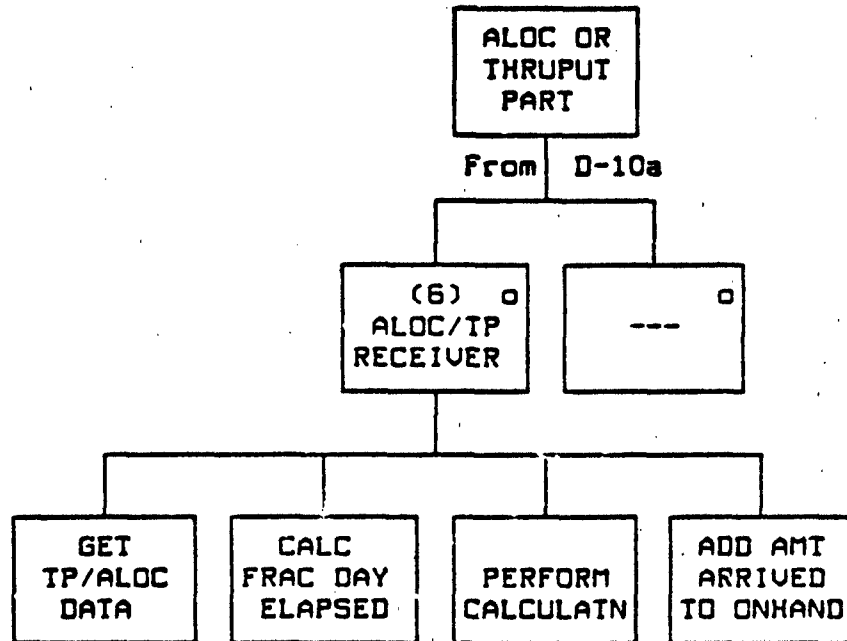 ALOC OR
THRUPUT
PART
From D-10a
(6) o
ALOC/TP
RECEIVER
o
---
GET
TP/ALOC
DATA
CALC
FRAC DAY
ELAPSED
PERFORM
CALCULATN
ADD AMT
ARRIVED
TO ONHAND